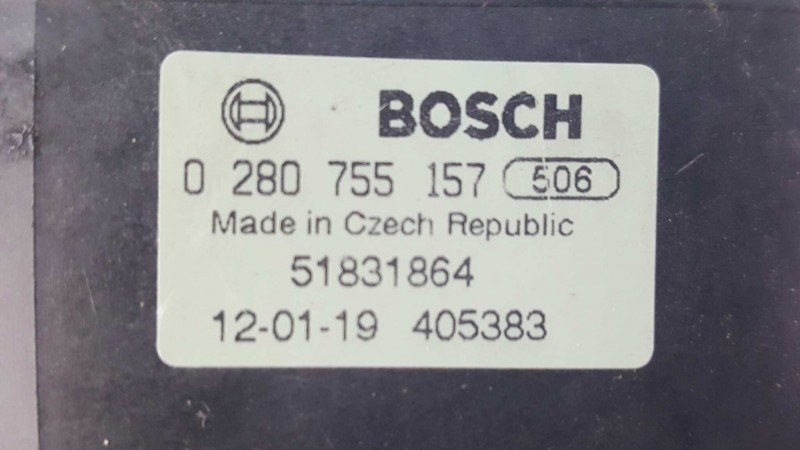 BOSCH
0 280 755 157 506
Made in Czech Republic
51831864
12-01-19 405383